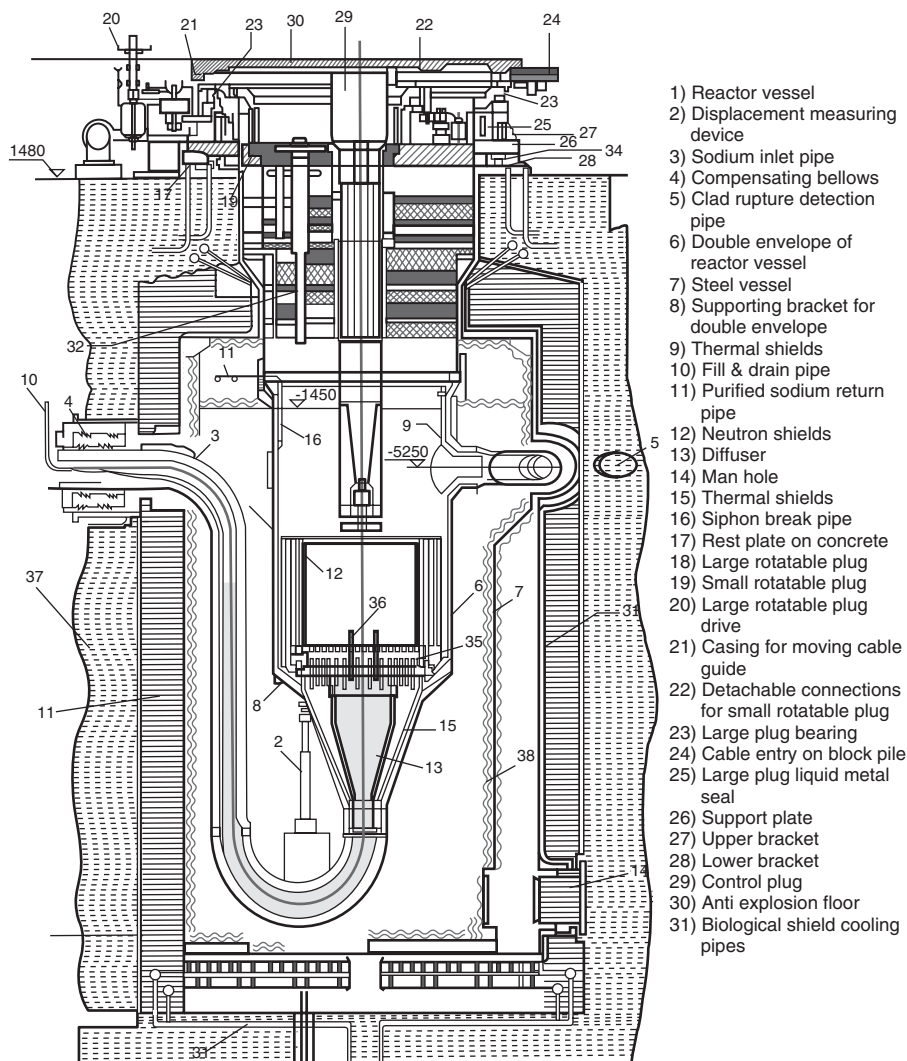 20
21
23
30
29
22
24
23
25
27
26
34
28
1480
17
19
32
11
10
4
-1450
3
16
9
-5250
5
37
12
6
7
36
31
35
11
8
15
2
13
38
14
33
1) Reactor vessel
2) Displacement measuring
device
3) Sodium inlet pipe
4) Compensating bellows
5) Clad rupture detection
pipe
6) Double envelope of
reactor vessel
7) Steel vessel
8) Supporting bracket for
double envelope
9) Thermal shields
10) Fill & drain pipe
11) Purified sodium return
pipe
12) Neutron shields
13) Diffuser
14) Man hole
15) Thermal shields
16) Siphon break pipe
17) Rest plate on concrete
18) Large rotatable plug
19) Small rotatable plug
20) Large rotatable plug
drive
21) Casing for moving cable
guide
22) Detachable connections
for small rotatable plug
23) Large plug bearing
24) Cable entry on block pile
25) Large plug liquid metal
seal
26) Support plate
27) Upper bracket
28) Lower bracket
29) Control plug
30) Anti explosion floor
31) Biological shield cooling
pipes